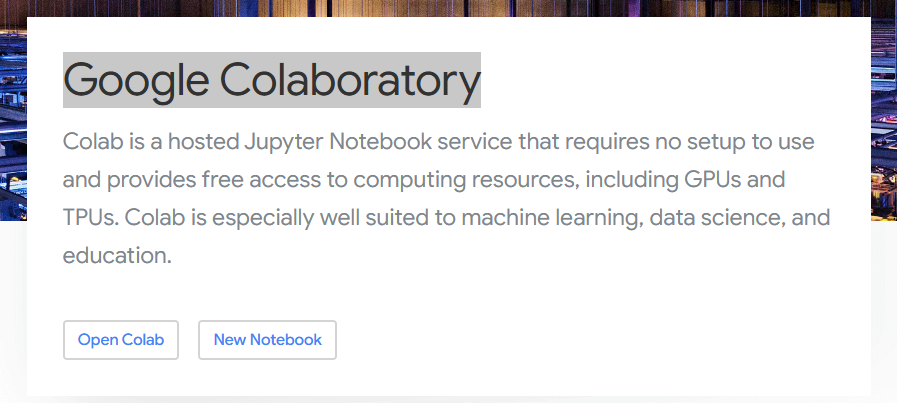 Google Colaboratory
Colab is a hosted Jupyter Notebook service that requires no setup to use
and provides free access to computing resources, including GPUs and
TPUs. Colab is especially well suited to machine learning, data science, and
education.
Open Colab
New Notebook